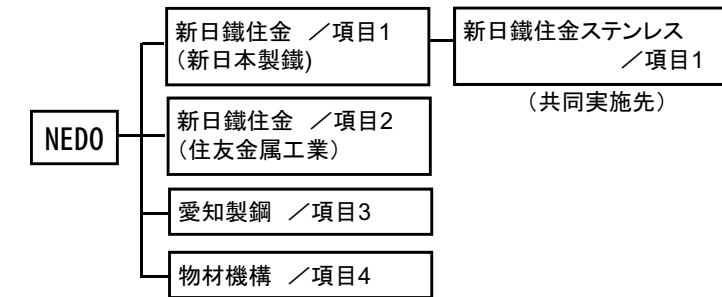 新日鐵住金 ／項目1
（新日本製鐵)
新日鐵住金ステンレス
／項目1
（共同実施先）
NEDO
新日鐵住金 ／項目2
（住友金属工業）
愛知製鋼 ／項目3
物材機構 ／項目4